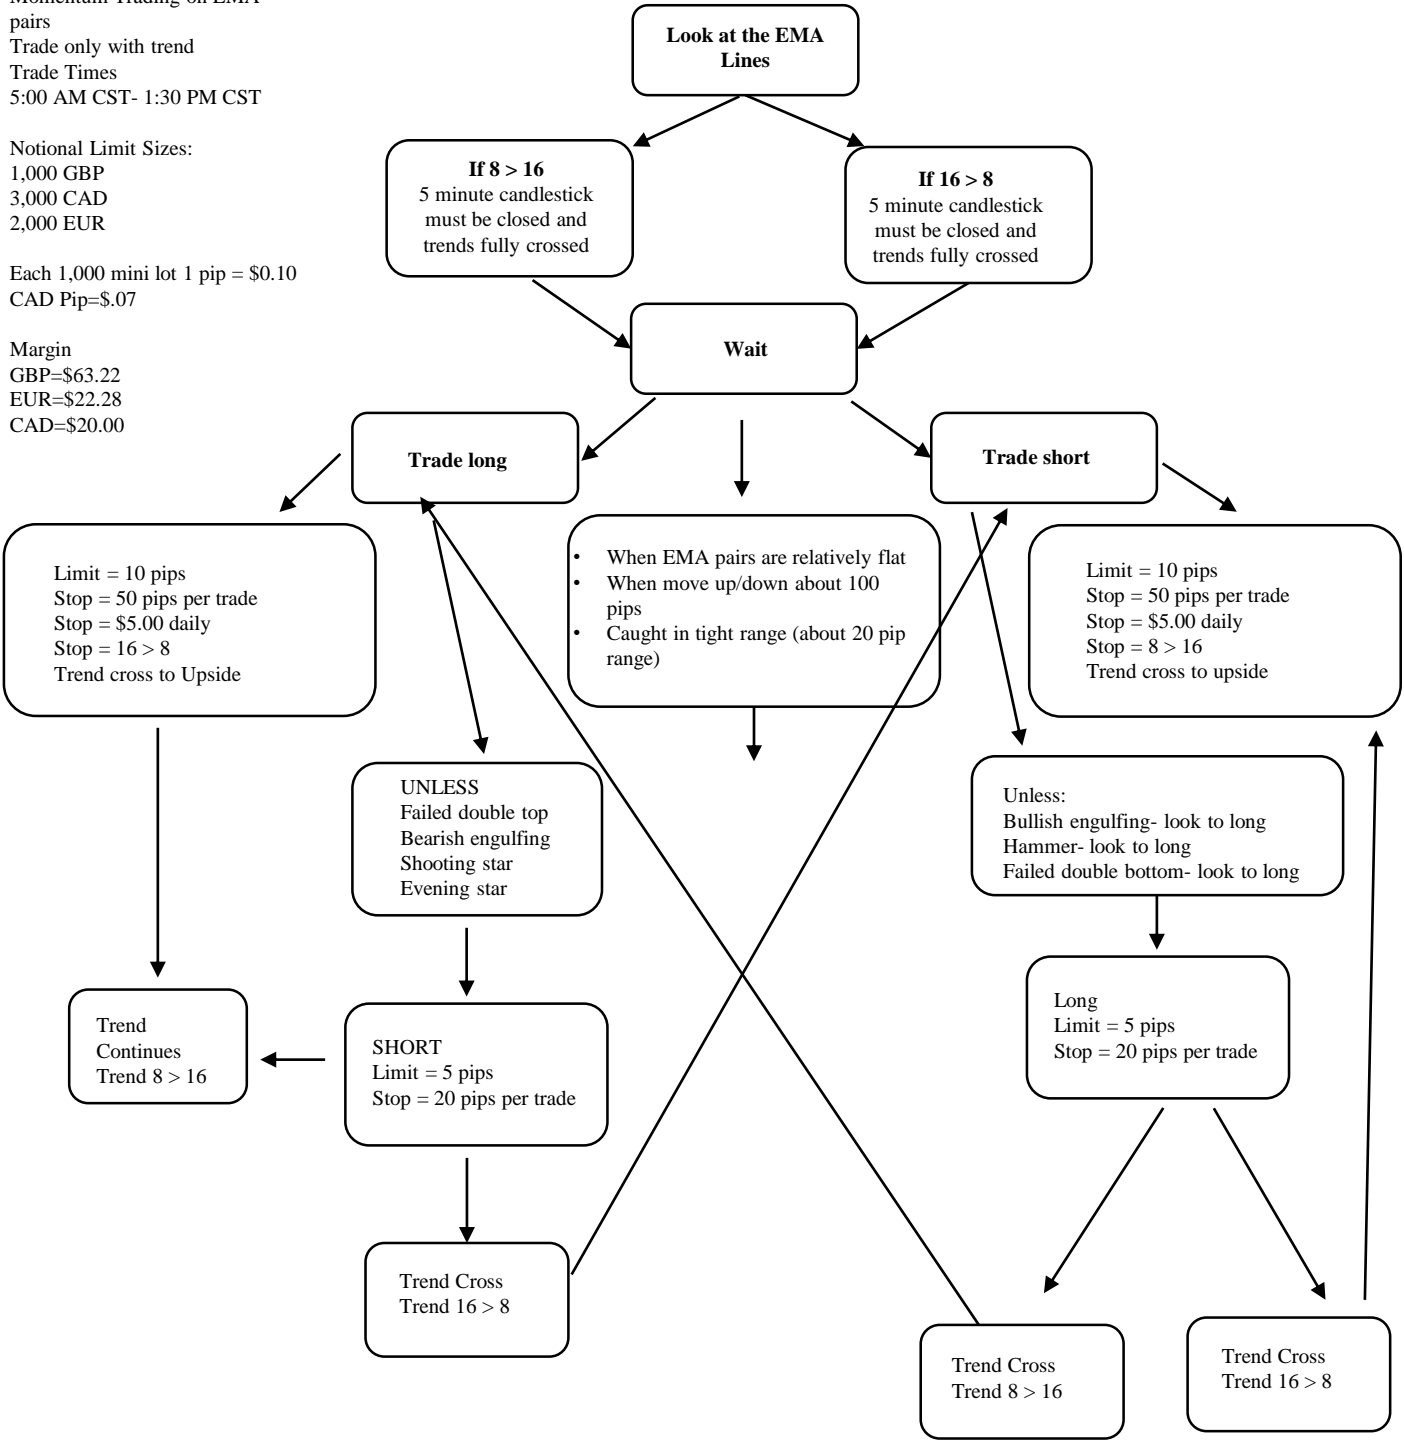 Momentum Trading on EMA
pairs
Trade only with trend
Trade Times
5:00 AM CST- 1:30 PM CST
Notional Limit Sizes:
1,000 GBP
3,000 CAD
2,000 EUR
Each 1,000 mini lot 1 pip = $0.10
CAD Pip=$.07
Margin
GBP=$63.22
EUR=$22.28
CAD=$20.00
Look at the EMA
Lines
If 8 > 16
5 minute candlestick
must be closed and
trends fully crossed
If 16 > 8
5 minute candlestick
must be closed and
trends fully crossed
Wait
Trade long
Trade short
Limit = 10 pips
Stop = 50 pips per trade
Stop = $5.00 daily
Stop = 16 > 8
Trend cross to Upside
• When EMA pairs are relatively flat
• When move up/down about 100
pips
• Caught in tight range (about 20 pip
range)
Limit = 10 pips
Stop = 50 pips per trade
Stop = $5.00 daily
Stop = 8 > 16
Trend cross to upside
UNLESS
Failed double top
Bearish engulfing
Shooting star
Evening star
Unless:
Bullish engulfing- look to long
Hammer- look to long
Failed double bottom- look to long
Trend
Continues
Trend 8 > 16
SHORT
Limit = 5 pips
Stop = 20 pips per trade
Long
Limit = 5 pips
Stop = 20 pips per trade
Trend Cross
Trend 16 > 8
Trend Cross
Trend 8 > 16
Trend Cross
Trend 16 > 8